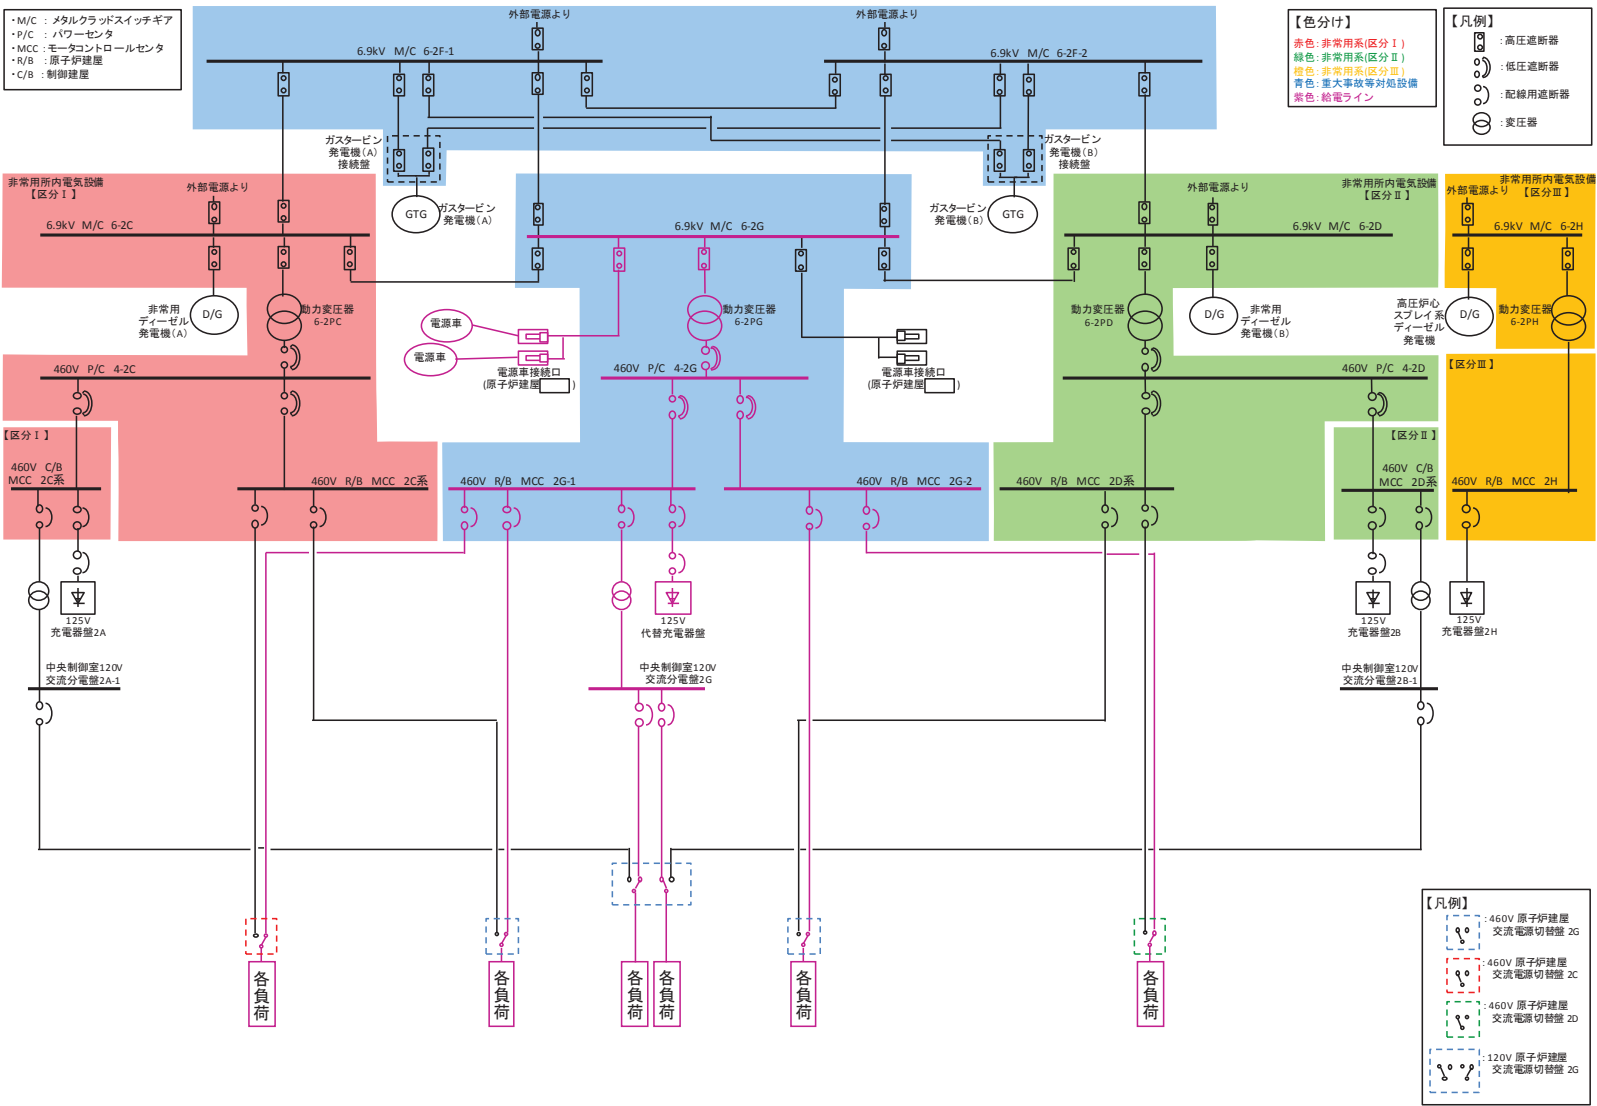 ・M/C ： メタルクラッドスイッチギア
・P/C ： パワーセンタ
・MCC ：モータコントロールセンタ
・R/B ：原子炉建屋
・C/B ：制御建屋
外部電源より
外部電源より
6.9kV M/C 6-2F-1
6.9kV M/C 6-2F-2
【色分け】
赤色：非常用系(区分Ⅰ)
緑色：非常用系(区分Ⅱ)
橙色：非常用系(区分Ⅲ)
青色：重大事故等対処設備
紫色：給電ライン
【凡例】
：高圧遮断器
：低圧遮断器
：配線用遮断器
：変圧器
ガスタービン
発電機(A)
接続盤
ガスタービン
発電機(B)
接続盤
GTG
ガスタービン
発電機(A)
ガスタービン
発電機(B)
GTG
非常用所内電気設備
【区分Ⅰ】
外部電源より
6.9kV M/C 6-2C
6.9kV M/C 6-2G
外部電源より
非常用所内電気設備
【区分Ⅱ】
6.9kV M/C 6-2D
非常用所内電気設備
外部電源より
【区分Ⅲ】
6.9kV M/C 6-2H
非常用
ディーゼル
発電機(A)
D/G
動力変圧器
6-2PC
電源車
電源車
電源車接続口
(原子炉建屋 )
動力変圧器
6-2PG
電源車接続口
(原子炉建屋 )
動力変圧器
6-2PD
D/G
非常用
ディーゼル
発電機(B)
高圧炉心
スプレイ系
ディーゼル
発電機
D/G
動力変圧器
6-2PH
460V P/C 4-2C
460V P/C 4-2G
460V P/C 4-2D
【区分Ⅲ】
【区分Ⅰ】
【区分Ⅱ】
460V C/B
MCC 2C系
460V R/B MCC 2C系
460V R/B MCC 2G-1
460V R/B MCC 2G-2
460V R/B MCC 2D系
460V C/B
MCC 2D系
460V R/B MCC 2H
125V
充電器盤2A
125V
代替充電器盤
125V
充電器盤2B
125V
充電器盤2H
中央制御室120V
交流分電盤2A-1
中央制御室120V
交流分電盤2G
中央制御室120V
交流分電盤2B-1
各負荷
各負荷
各負荷
各負荷
各負荷
各負荷
【凡例】
：460V 原子炉建屋
交流電源切替盤 2G
：460V 原子炉建屋
交流電源切替盤 2C
：460V 原子炉建屋
交流電源切替盤 2D
：120V 原子炉建屋
交流電源切替盤 2G